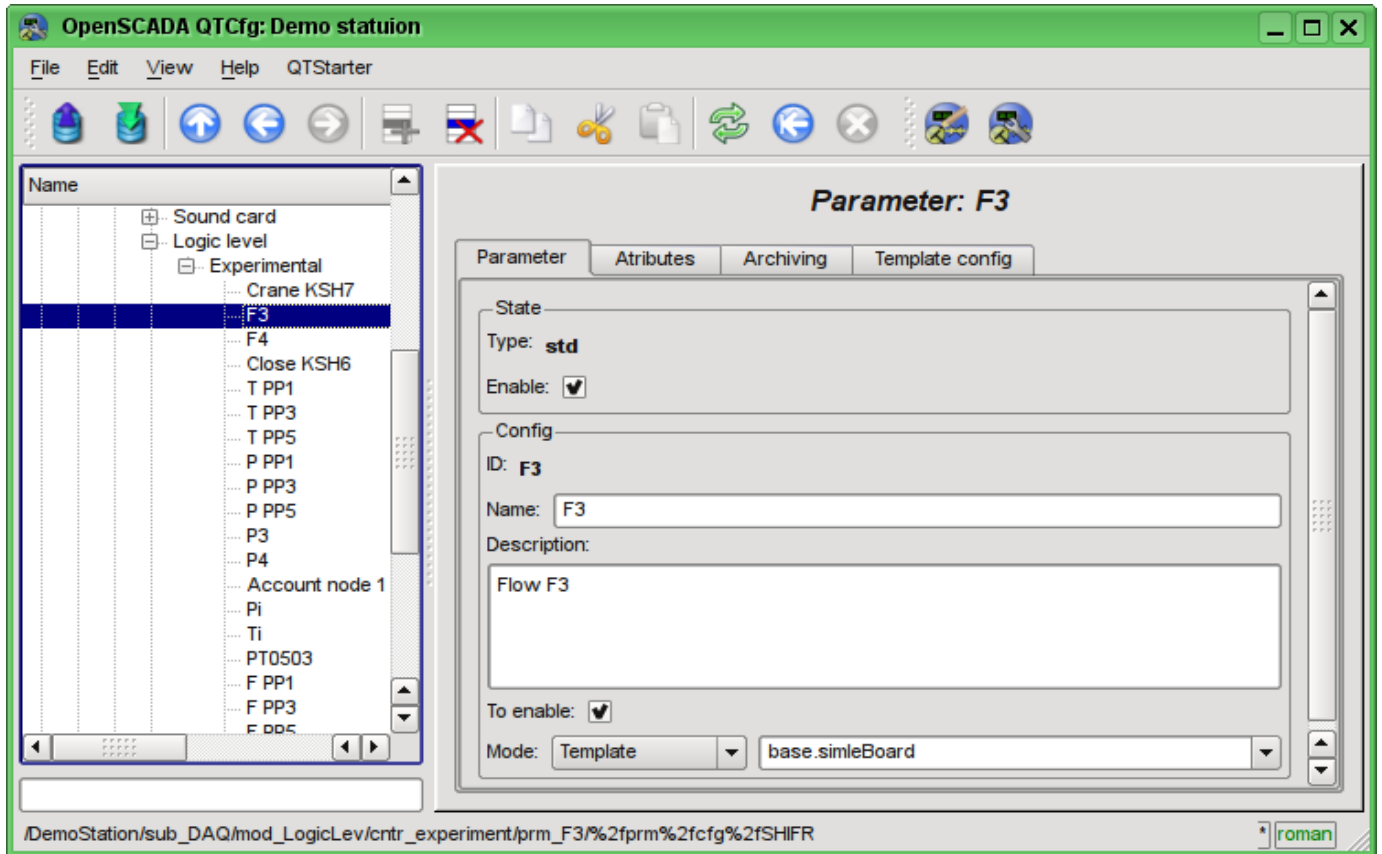 OpenSCADA QTCfg: Demo statuion
File Edit View Help QTStarter
Name
Sound card
Logic level
Experimental
Crane KSH7
F3
F4
Close KSH6
T PP1
T PP3
T PP5
P PP1
P PP3
P PP5
P3
P4
Account node 1
Pi
Ti
PT0503
F PP1
F PP3
F PP5
Parameter: F3
Parameter Atributes Archiving Template config
State
Type: std
Enable:
Config
ID: F3
Name: F3
Description:
Flow F3
To enable:
Mode: Template base.simleBoard
/DemoStation/sub_DAQ/mod_LogicLev/cntr_experiment/prm_F3/%2fprm%2fcfg%2fSHIFR * roman